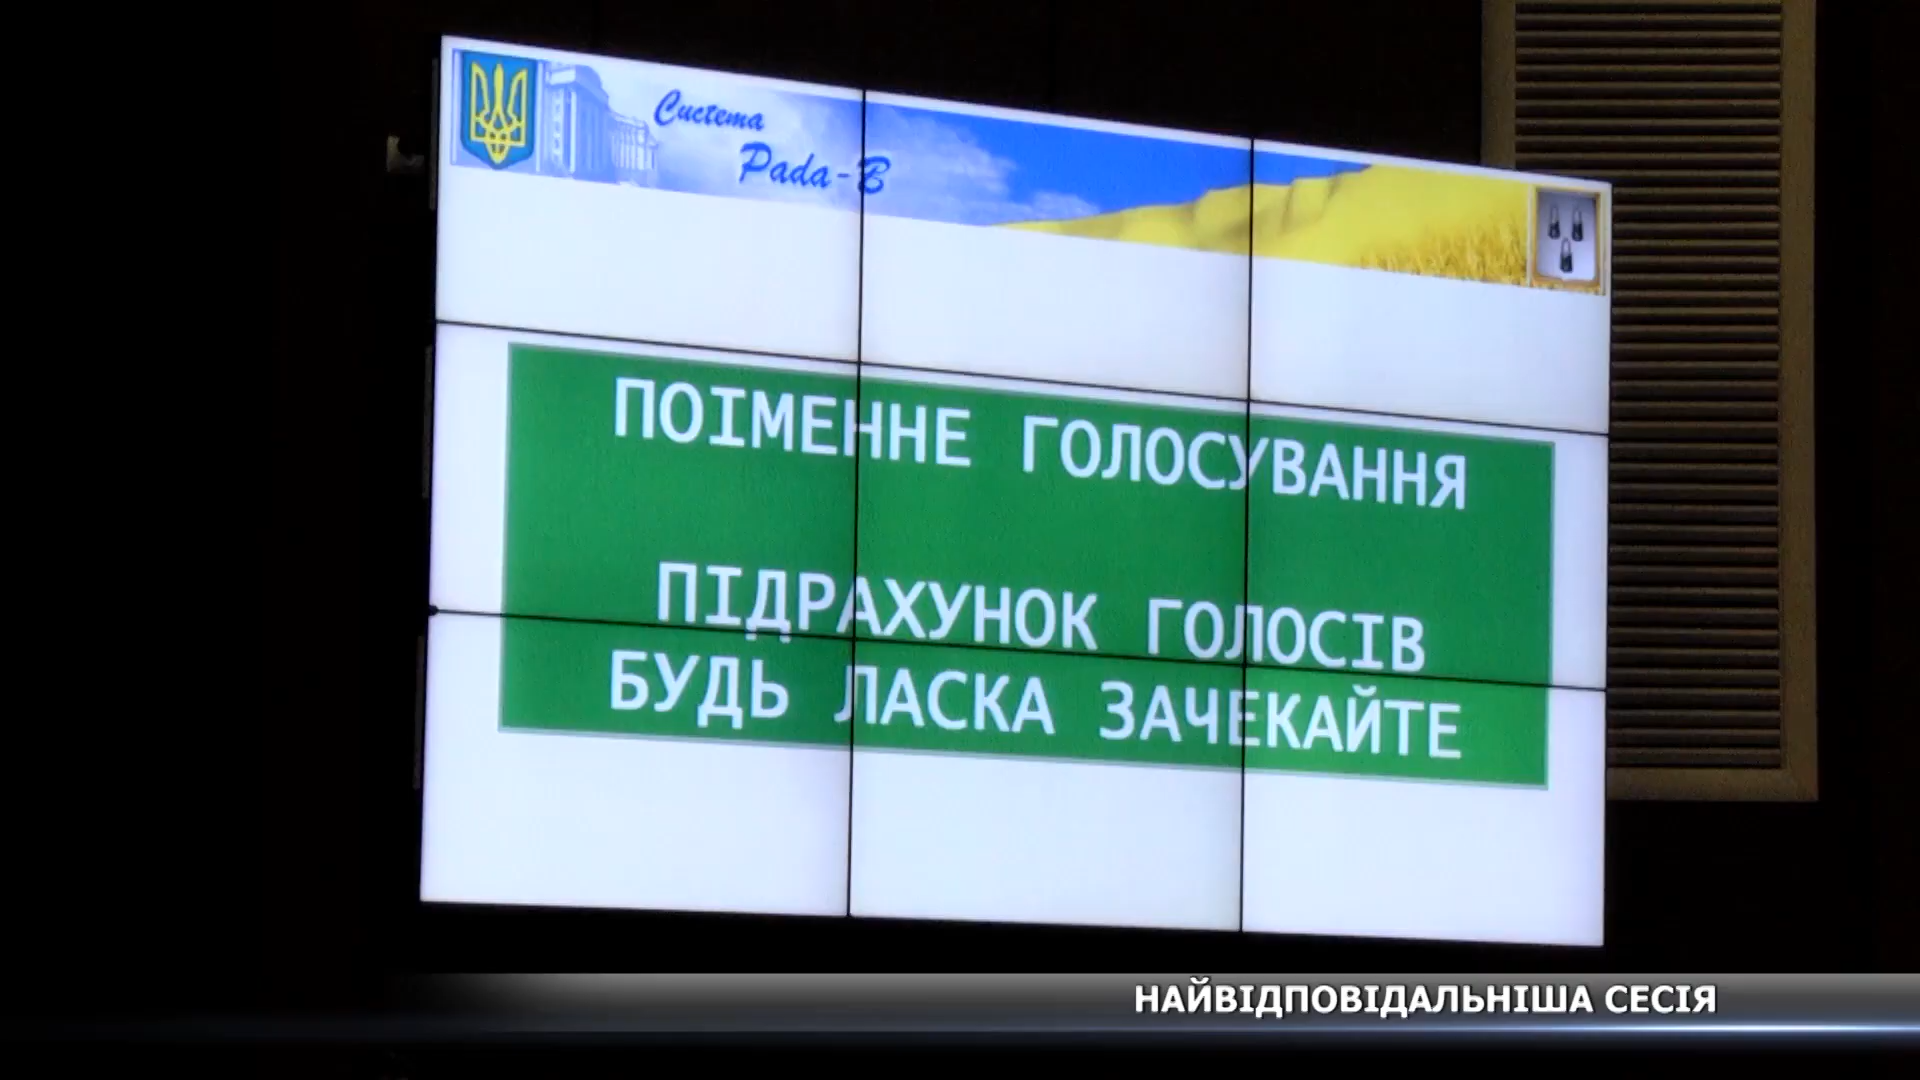 Система
Рада-В
ПОІМЕННЕ ГОЛОСУВАННЯ
ПІДРАХУНОК ГОЛОСІВ
БУДЬ ЛАСКА ЗАЧЕКАЙТЕ
НАЙВІДПОВІДАЛЬНІША СЕСІЯ